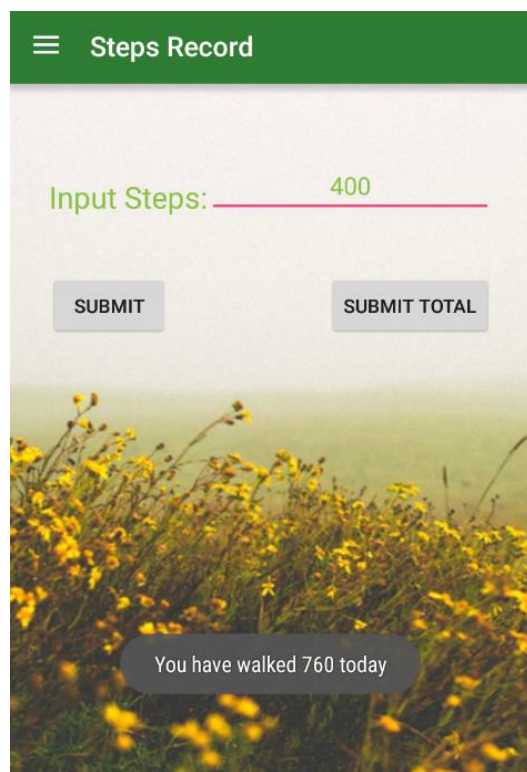 Steps Record
Input Steps: 400
SUBMIT
SUBMIT TOTAL
You have walked 760 today